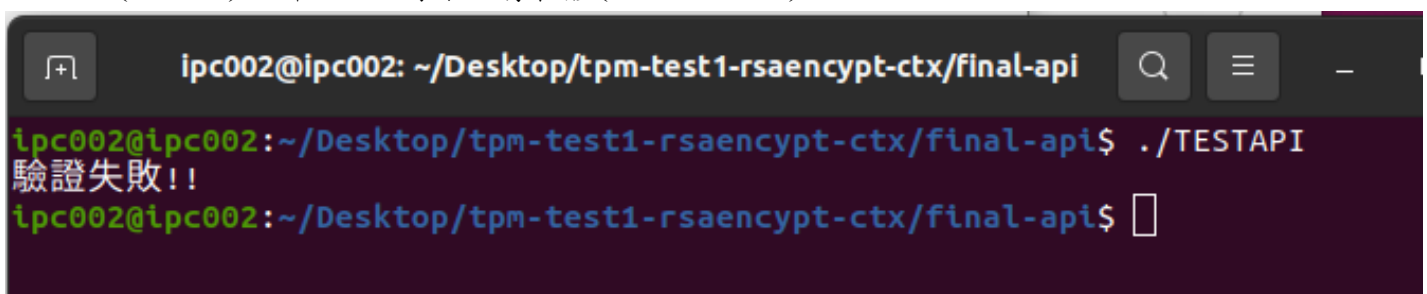 ipc002@ipc002: ~/Desktop/tpm-test1-rsaencypt-ctx/final-api
ipc002@ipc002:~/Desktop/tpm-test1-rsaencypt-ctx/final-api$ ./TESTAPI
驗證失敗!!
ipc002@ipc002:~/Desktop/tpm-test1-rsaencypt-ctx/final-api$